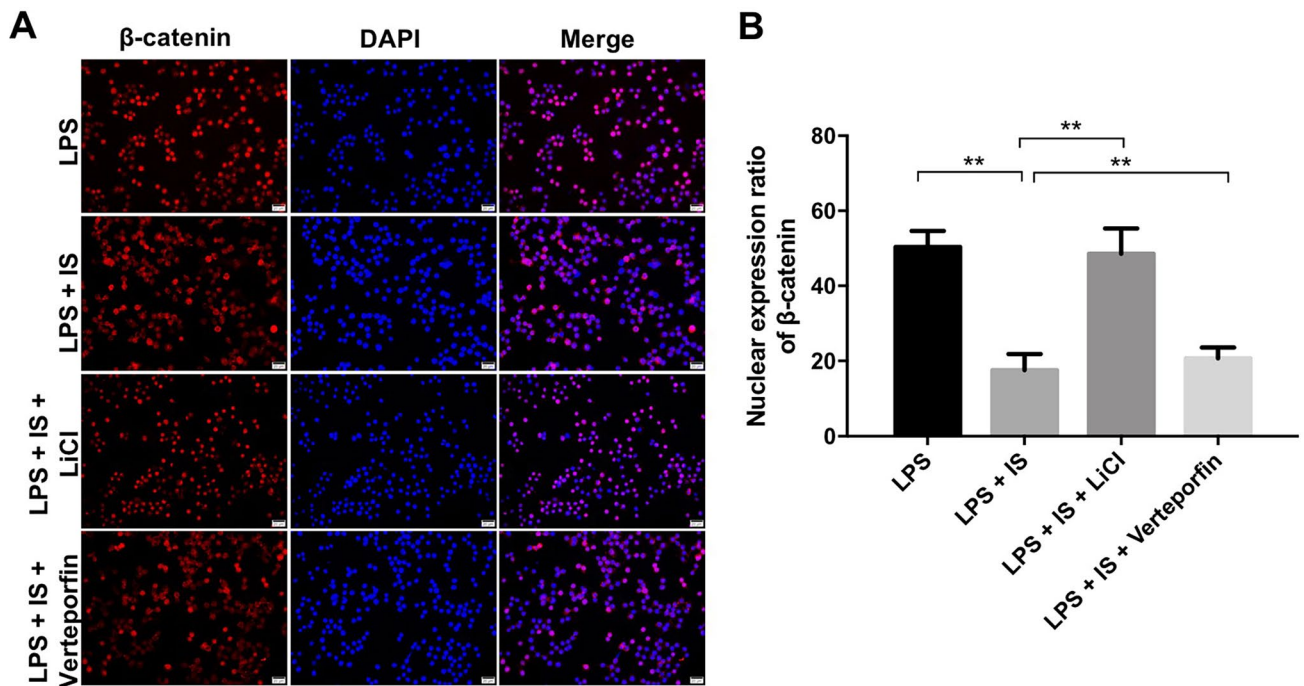 A
β-catenin
DAPI
Merge
LPS
LPS + IS
LPS + IS +
LiCl
LPS + IS +
Verteporfin
B
Nuclear expression ratio
of β-catenin
80
60
40
20
0
**
**
**
LPS
LPS + IS
LPS + IS + LiCl
LPS + IS + Verteporfin